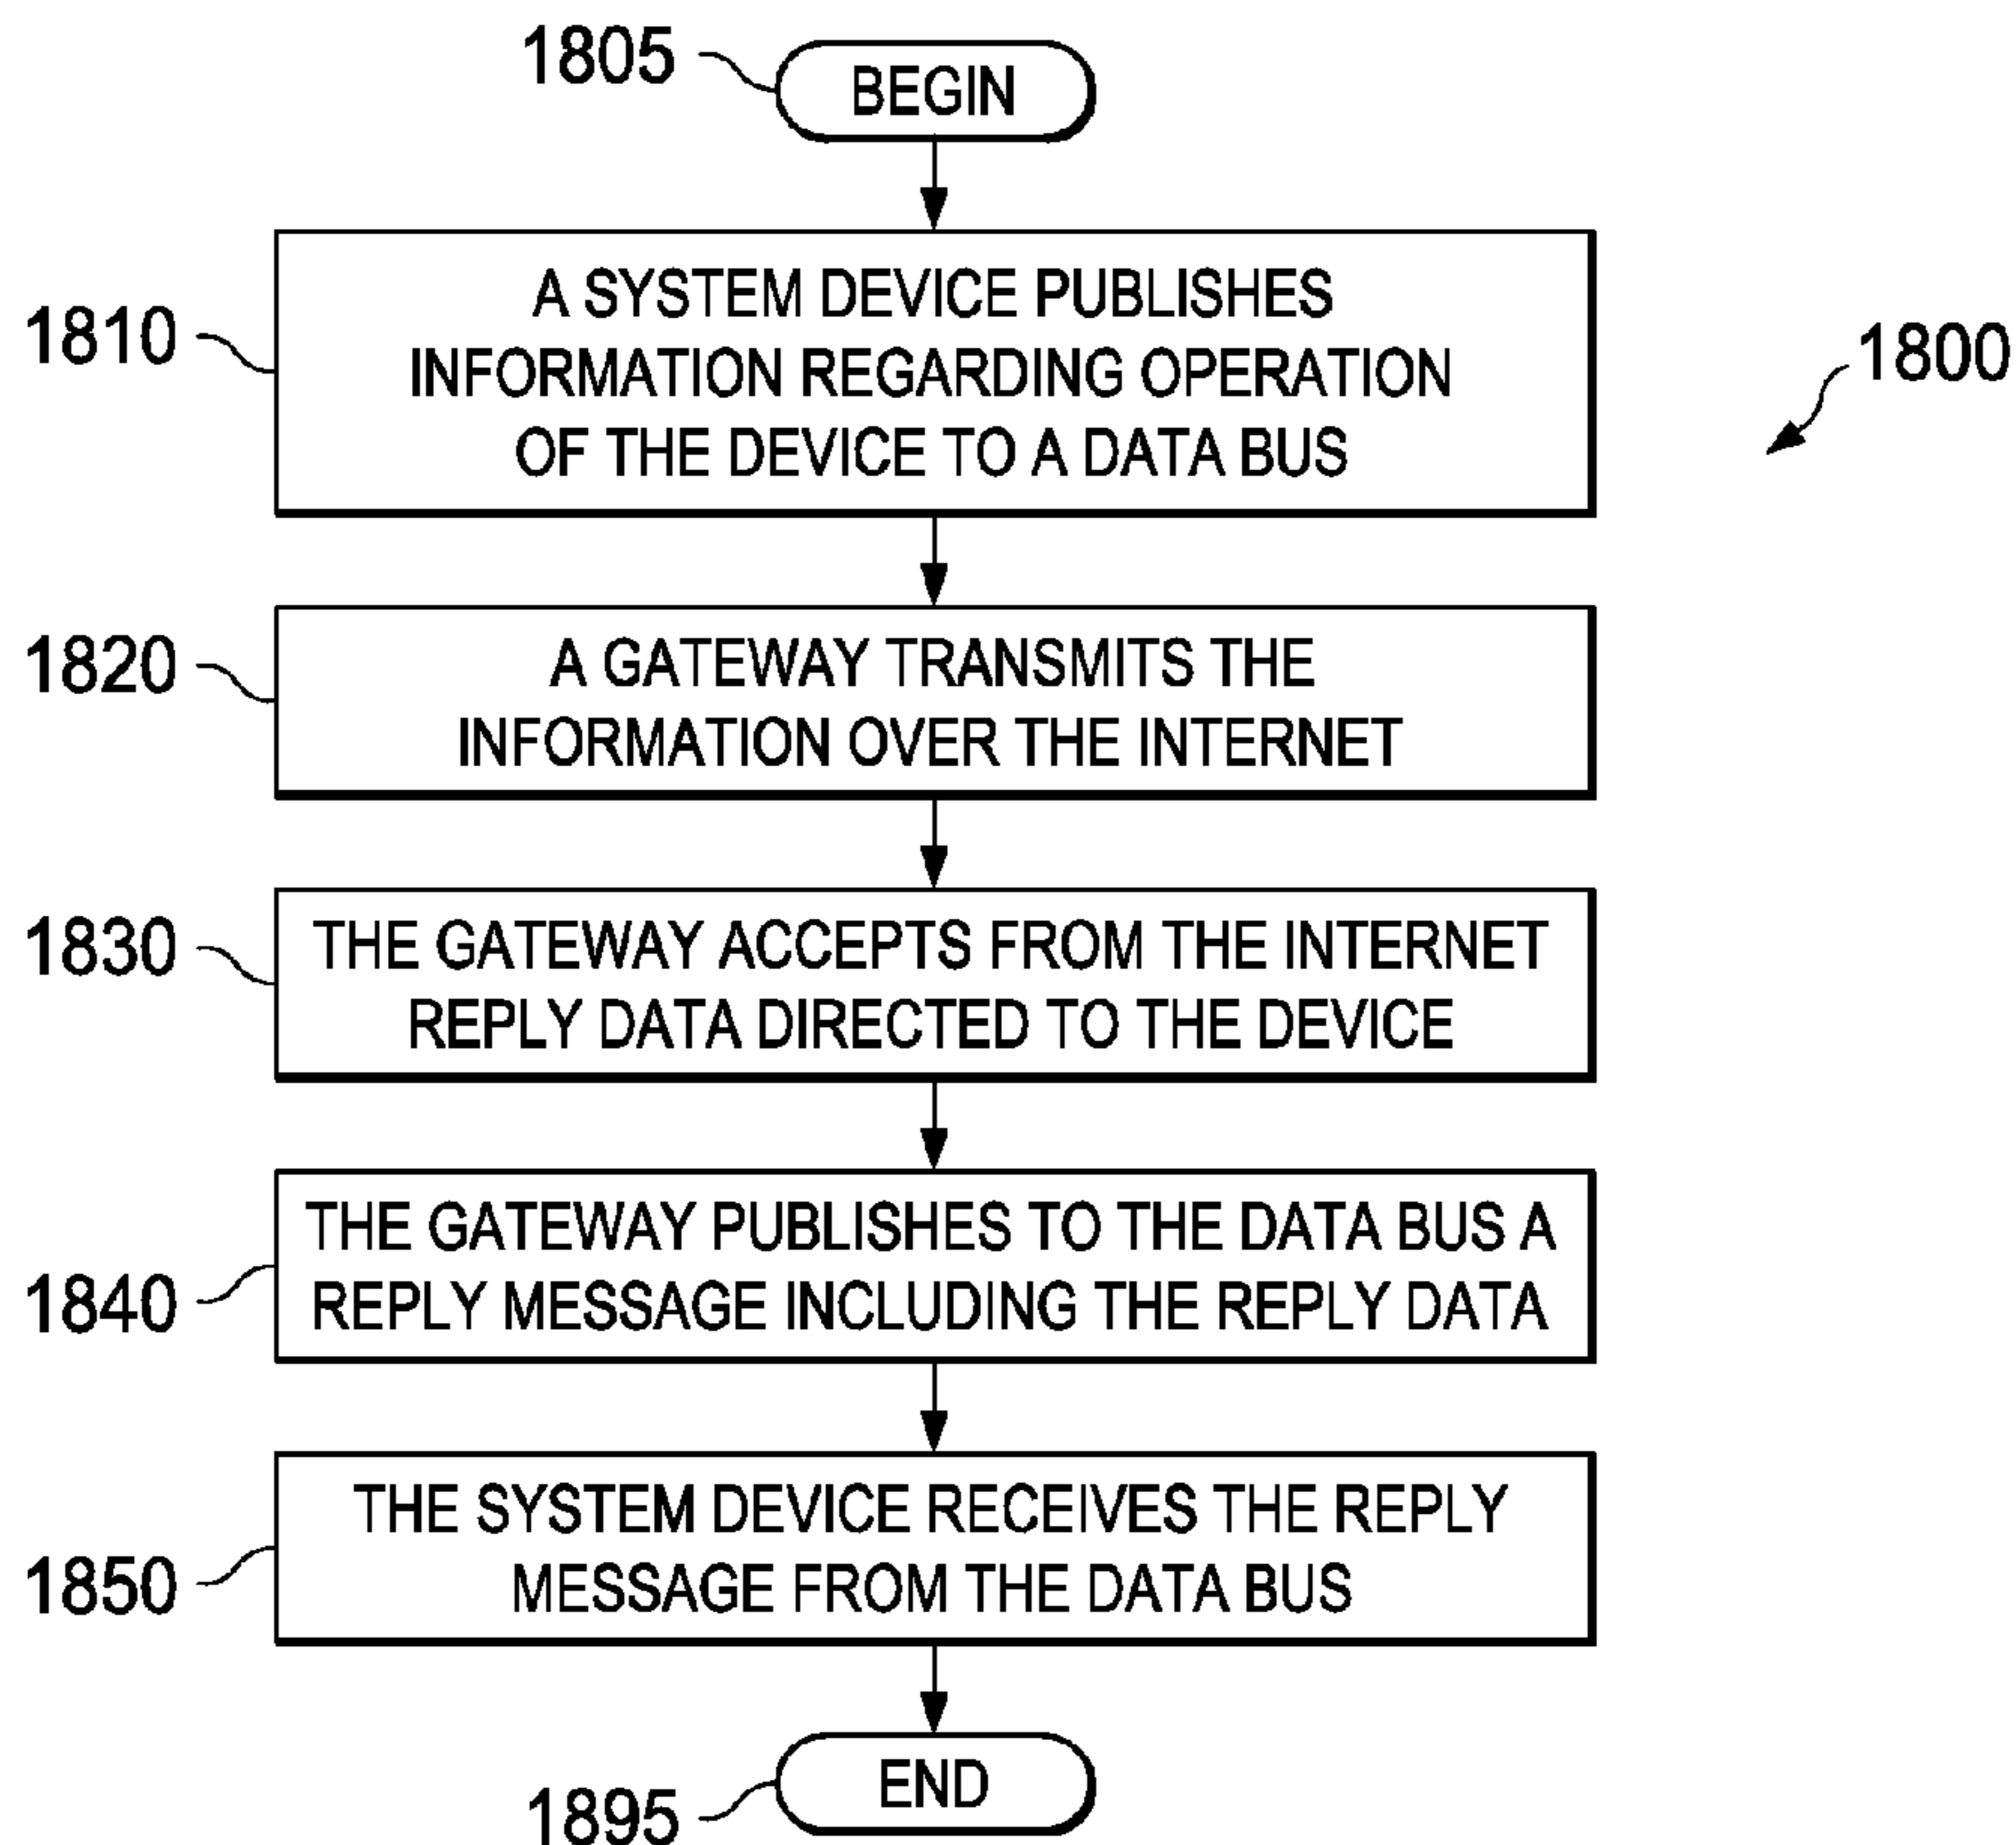 1805
BEGIN
1810
A SYSTEM DEVICE PUBLISHES
INFORMATION REGARDING OPERATION
OF THE DEVICE TO A DATA BUS
1800
1820
A GATEWAY TRANSMITS THE
INFORMATION OVER THE INTERNET
1830
THE GATEWAY ACCEPTS FROM THE INTERNET
REPLY DATA DIRECTED TO THE DEVICE
1840
THE GATEWAY PUBLISHES TO THE DATA BUS A
REPLY MESSAGE INCLUDING THE REPLY DATA
1850
THE SYSTEM DEVICE RECEIVES THE REPLY
MESSAGE FROM THE DATA BUS
1895
END